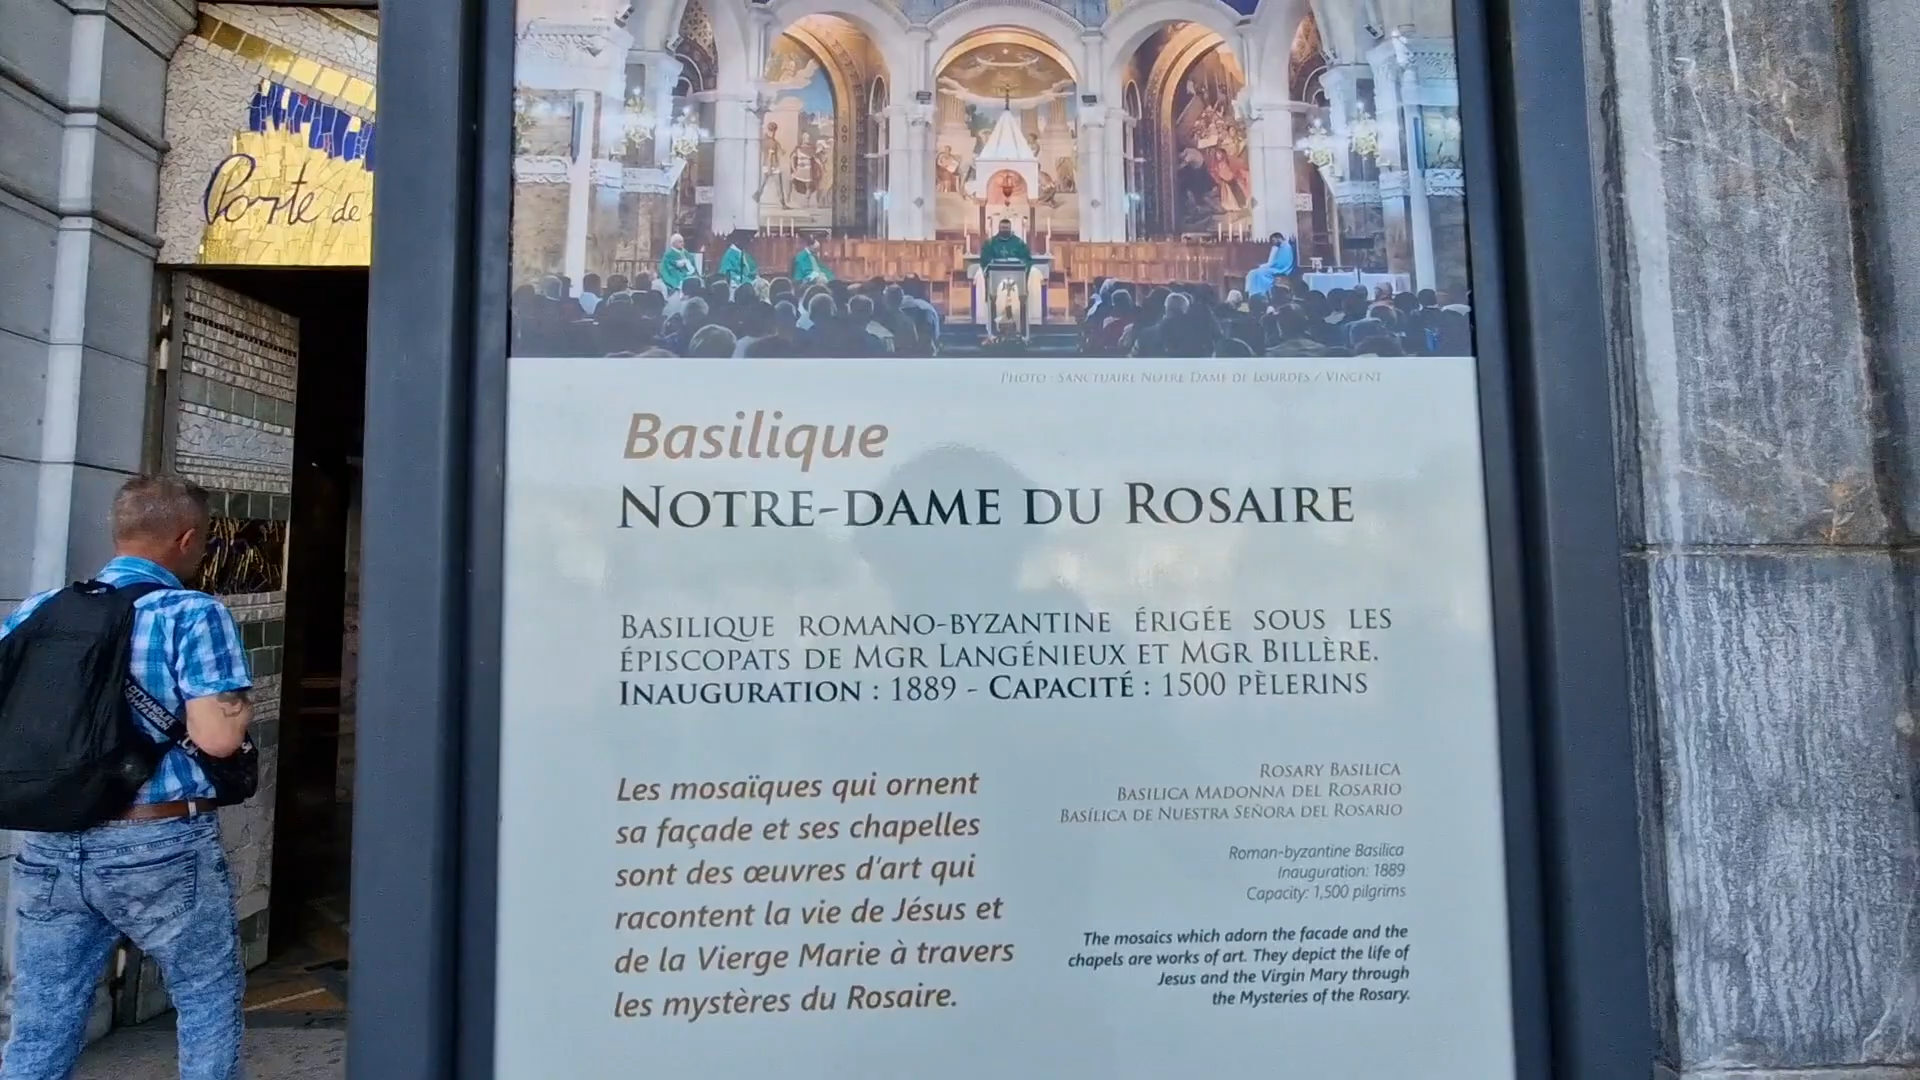 Porte de
PHOTO : SANCTUAIRE NOTRE DAME DE LOURDES / VINCENT
Basilique
NOTRE-DAME DU ROSAIRE
BASILIQUE ROMANO-BYZANTINE ÉRIGÉE SOUS LES
ÉPISCOPATS DE MGR LANGÉNIEUX ET MGR BILLÈRE.
INAUGURATION : 1889 - CAPACITÉ : 1500 PÈLERINS
Les mosaïques qui ornent
sa façade et ses chapelles
sont des œuvres d'art qui
racontent la vie de Jésus et
de la Vierge Marie à travers
les mystères du Rosaire.
ROSARY BASILICA
BASILICA MADONNA DEL ROSARIO
BASÍLICA DE NUESTRA SEÑORA DEL ROSARIO
Roman-byzantine Basilica
Inauguration: 1889
Capacity: 1,500 pilgrims
The mosaics which adorn the facade and the
chapels are works of art. They depict the life of
Jesus and the Virgin Mary through
the Mysteries of the Rosary.